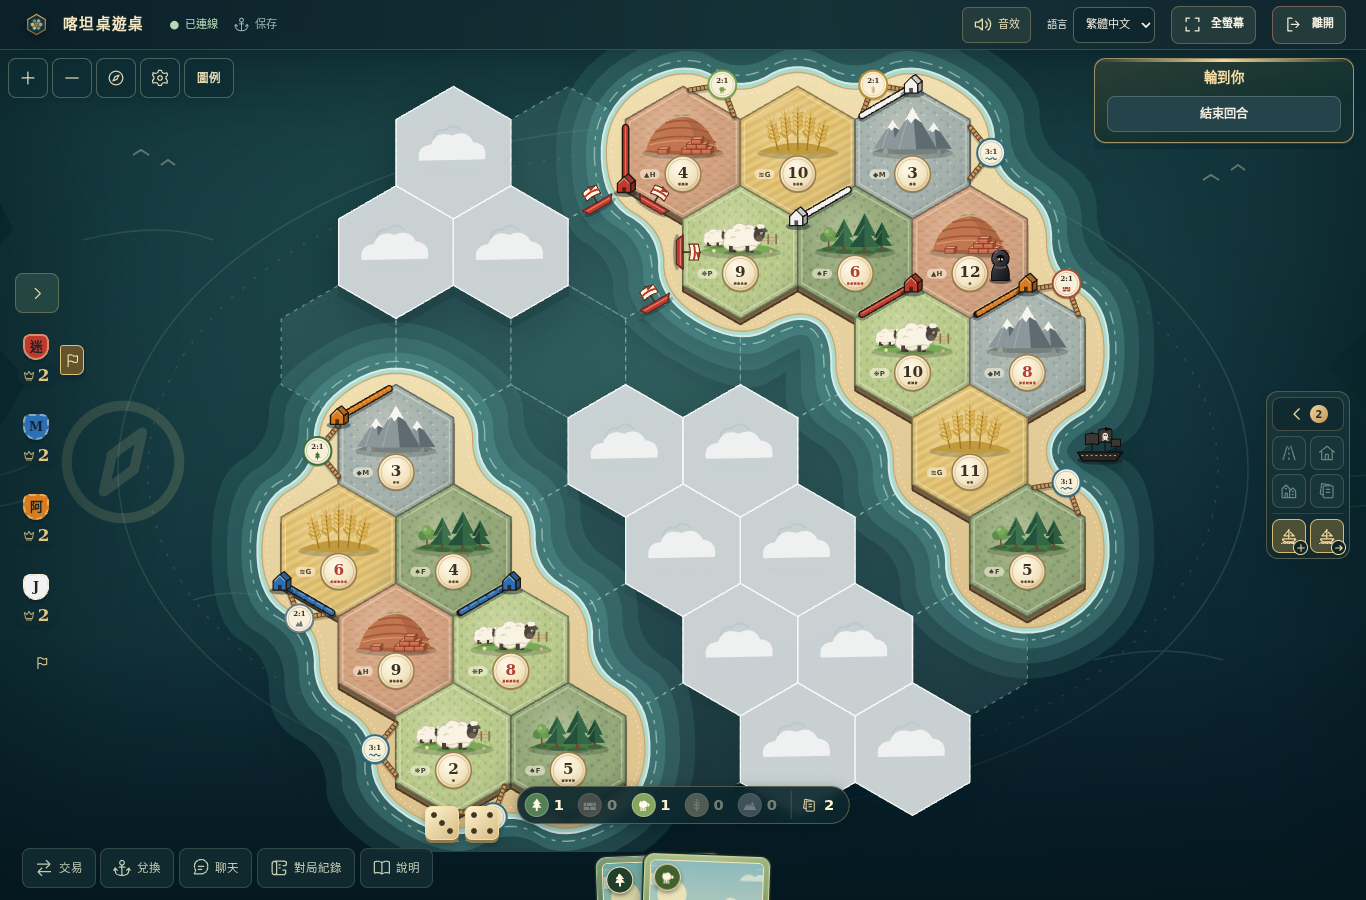 喀坦桌遊桌
已連線
保存
音效
語言
繁體中文
全螢幕
離開
圖例
輪到你
結束回合
2:1
2:1
3:1
▲H
4
≋G
10
◆M
3
※P
9
♠F
6
▲H
12
2:1
※P
10
◆M
8
≋G
11
3:1
♠F
5
迷
2
M
2
阿
2
J
2
2:1
◆M
3
≋G
6
♠F
4
2:1
▲H
9
※P
8
3:1
※P
2
♠F
5
2
1
0
1
0
0
2
交易
兌換
聊天
對局紀錄
說明